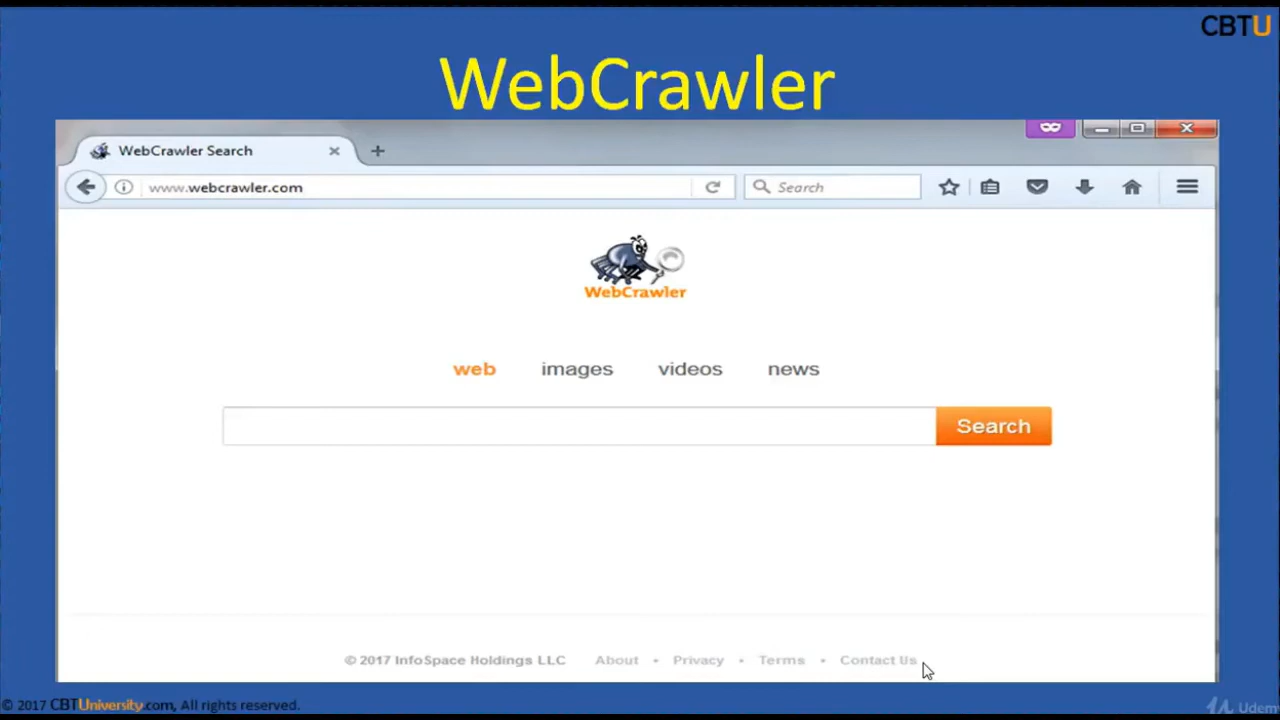 CBTU
WebCrawler
WebCrawler Search
www.webcrawler.com
Search
WebCrawler
web images videos news
Search
© 2017 InfoSpace Holdings LLC About • Privacy • Terms • Contact Us
© 2017 CBTUniversity.com, All rights reserved.
Udem